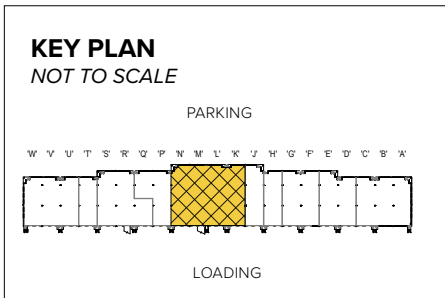 KEY PLAN
NOT TO SCALE
PARKING
'W' 'V' 'U' 'T' 'S' 'R' 'Q' 'P' 'N' 'M' 'L' 'K' 'J' 'H' 'G' 'F' 'E' 'D' 'C' 'B' 'A'
LOADING